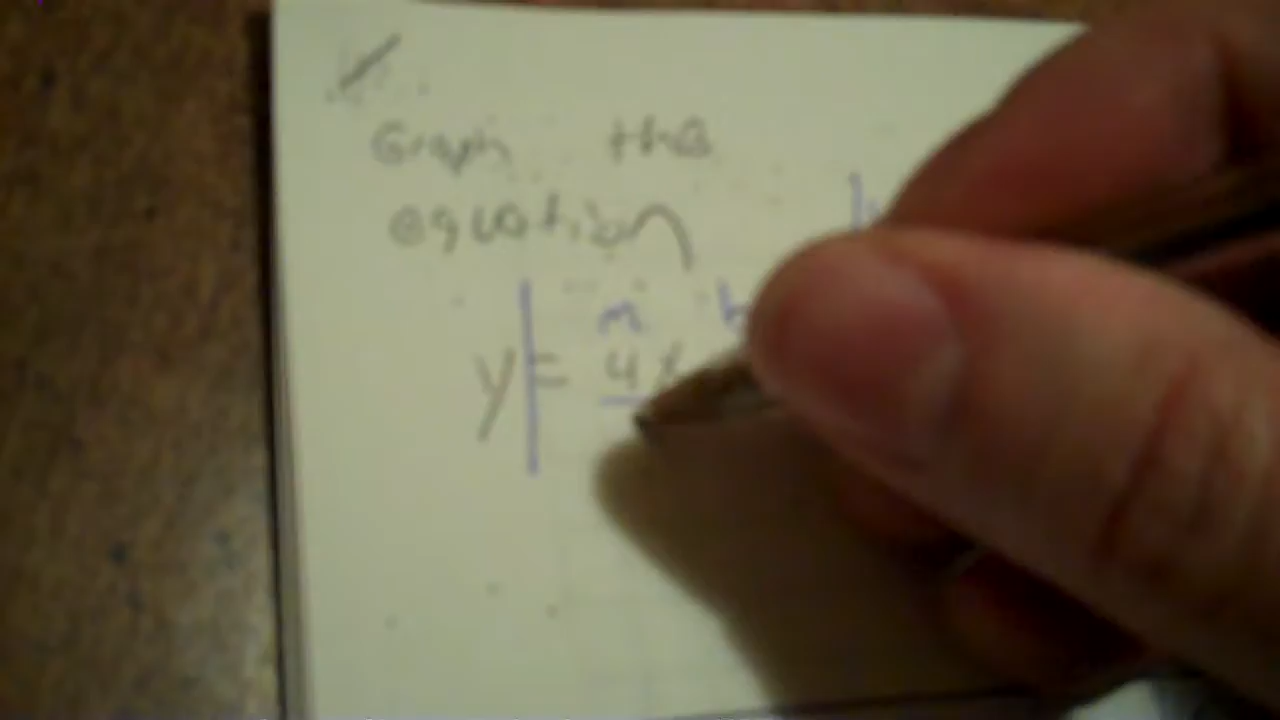 Graph the
equation
m b
y = 4x